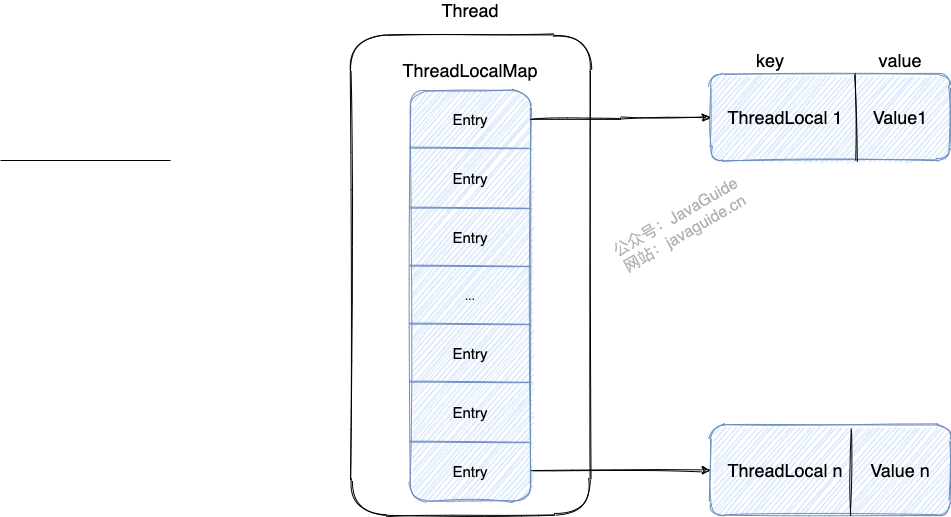 Thread
ThreadLocalMap
key value
Entry
ThreadLocal 1 Value1
Entry
公众号：JavaGuide
网站：javaguide.cn
Entry
...
Entry
Entry
Entry
ThreadLocal n Value n